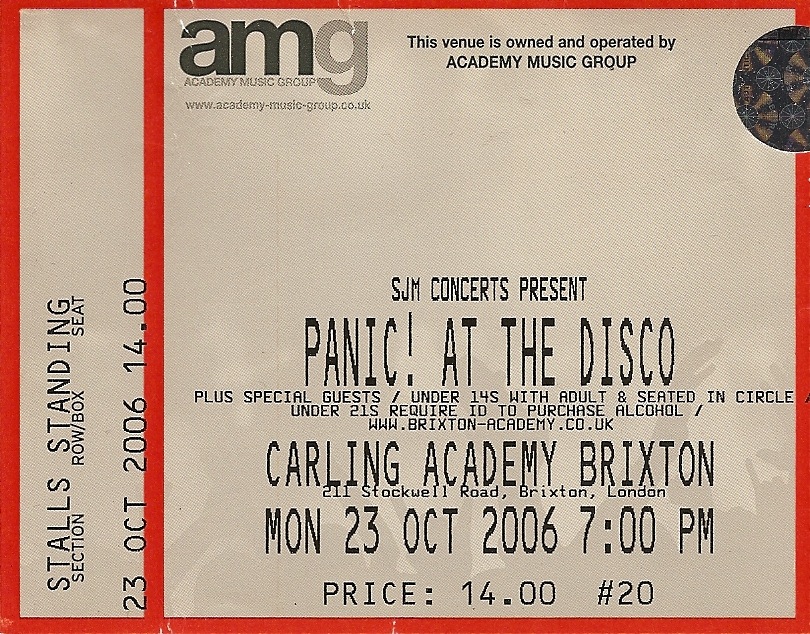 amg
ACADEMY MUSIC GROUP
www.academy-music-group.co.uk
This venue is owned and operated by
ACADEMY MUSIC GROUP
SJM CONCERTS PRESENT
PANIC! AT THE DISCO
PLUS SPECIAL GUESTS / UNDER 14S WITH ADULT & SEATED IN CIRCLE /
UNDER 21S REQUIRE ID TO PURCHASE ALCOHOL /
WWW.BRIXTON-ACADEMY.CO.UK
CARLING ACADEMY BRIXTON
211 Stockwell Road, Brixton, London
MON 23 OCT 2006 7:00 PM
PRICE: 14.00 #20
STALLS STANDING
SECTION ROW/BOX SEAT
23 OCT 2006 14.00